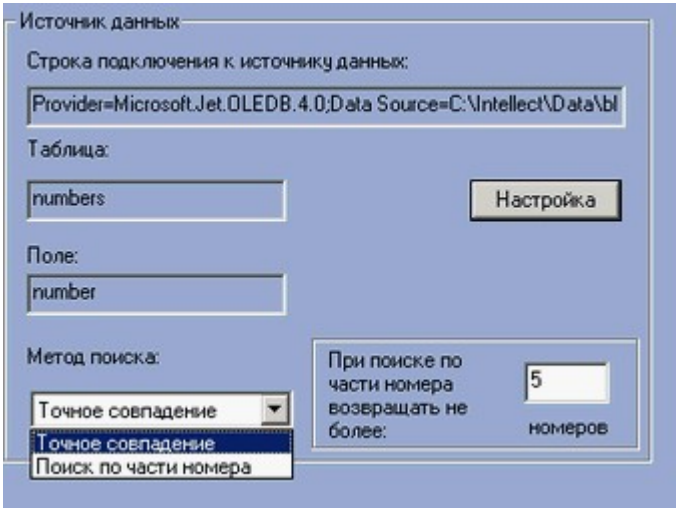 Источник данных
Строка подключения к источнику данных:
Provider=Microsoft.Jet.OLEDB.4.0;Data Source=C:\Intellect\Data\bl
Таблица:
numbers
Настройка
Поле:
number
Метод поиска:
Точное совпадение
Точное совпадение
Поиск по части номера
При поиске по
части номера
возвращать не
более:
5
номеров